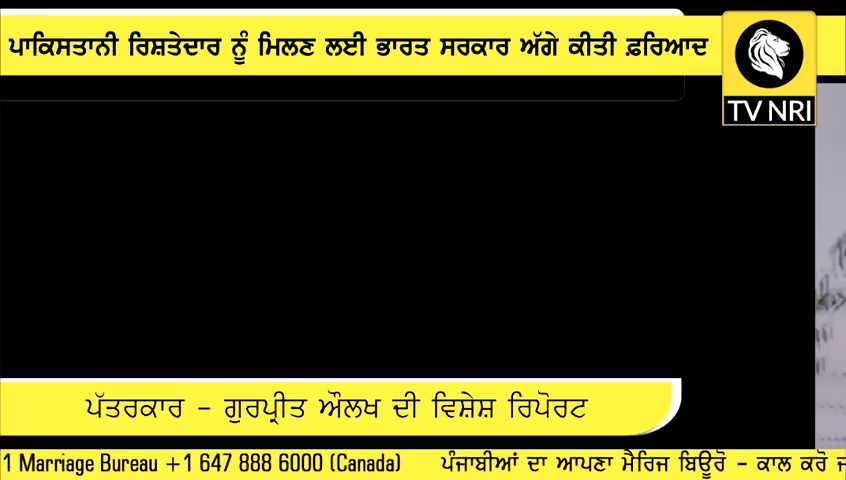 ਪਾਕਿਸਤਾਨੀ ਰਿਸ਼ਤੇਦਾਰ ਨੂੰ ਮਿਲਣ ਲਈ ਭਾਰਤ ਸਰਕਾਰ ਅੱਗੇ ਕੀਤੀ ਫ਼ਰਿਆਦ
TV NRI
ਪੱਤਰਕਾਰ - ਗੁਰਪ੍ਰੀਤ ਔਲਖ ਦੀ ਵਿਸ਼ੇਸ਼ ਰਿਪੋਰਟ
1 Marriage Bureau +1 647 888 6000 (Canada) ਪੰਜਾਬੀਆਂ ਦਾ ਆਪਣਾ ਮੈਰਿਜ ਬਿਊਰੋ - ਕਾਲ ਕਰੋ